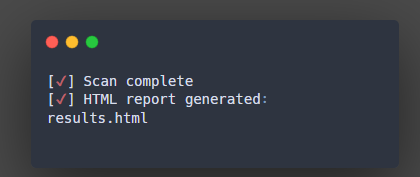 [✓] Scan complete
[✓] HTML report generated:
results.html